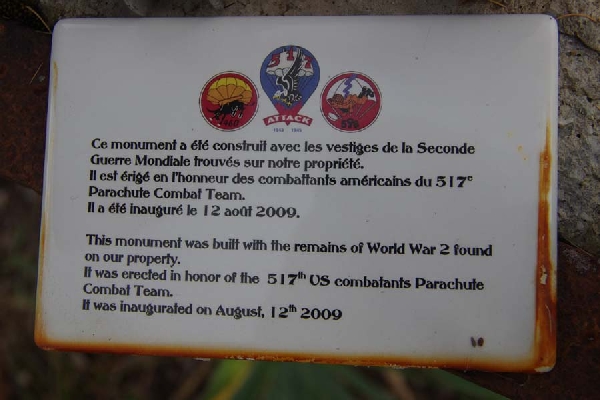 517
ATTACK
Ce monument a été construit avec les vestiges de la Seconde
Guerre Mondiale trouvés sur notre propriété.
Il est érigé en l'honneur des combattants américains du 517e
Parachute Combat Team.
Il a été inauguré le 12 août 2009.
This monument was built with the remains of World War 2 found
on our property.
It was erected in honor of the 517th US combatants Parachute
Combat Team.
It was inaugurated on August, 12th 2009